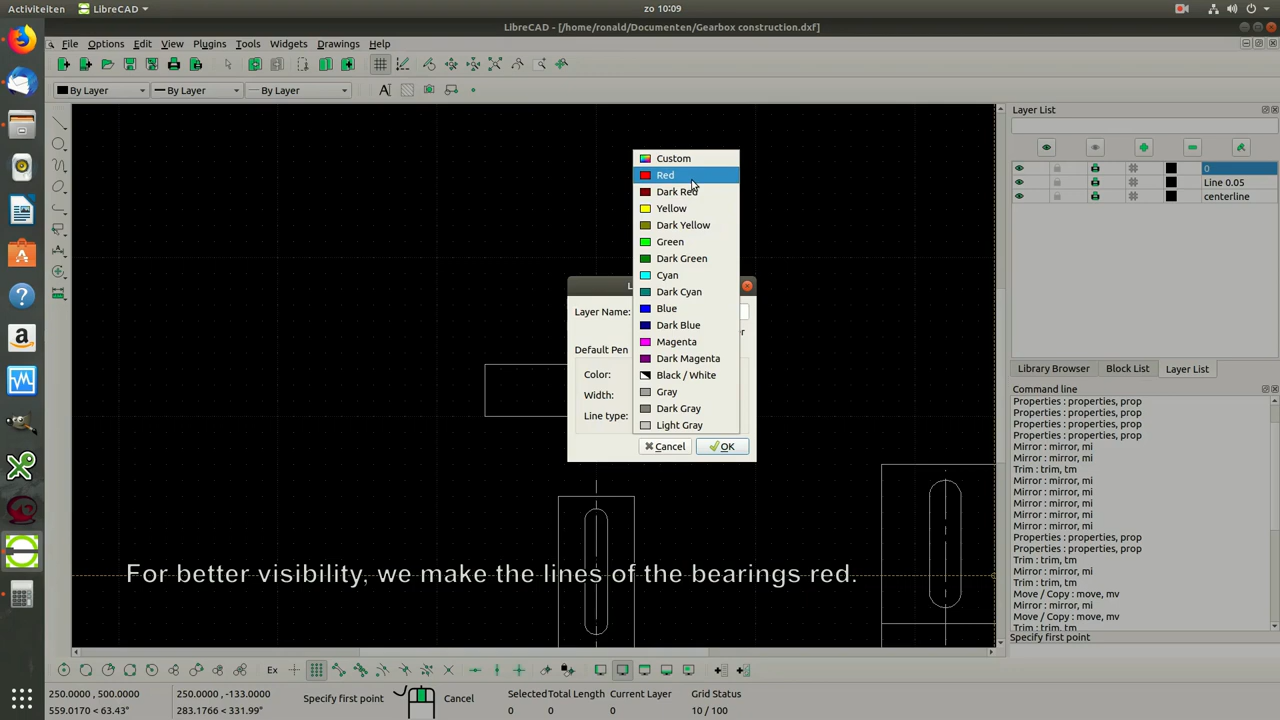 Activiteiten
LibreCAD
zo 10:09
LibreCAD - [/home/ronald/Documenten/Gearbox construction.dxf]
File Options Edit View Plugins Tools Widgets Drawings Help
By Layer By Layer By Layer
Layer List
0
Line 0.05
centerline
Custom
Red
Dark Red
Yellow
Dark Yellow
Green
Dark Green
Cyan
Dark Cyan
Blue
Dark Blue
Magenta
Dark Magenta
Black / White
Gray
Dark Gray
Light Gray
Layer Name:
Default Pen
Color:
Width:
Line type:
Cancel OK
Library Browser Block List Layer List
Command line
Properties : properties, prop
Properties : properties, prop
Properties : properties, prop
Properties : properties, prop
Mirror : mirror, mi
Mirror : mirror, mi
Trim : trim, tm
Mirror : mirror, mi
Mirror : mirror, mi
Mirror : mirror, mi
Mirror : mirror, mi
Mirror : mirror, mi
Properties : properties, prop
Properties : properties, prop
Mirror : mirror, mi
Trim : trim, tm
Trim : trim, tm
Move / Copy : move, mv
Mirror : mirror, mi
Mirror : mirror, mi
Trim : trim, tm
Specify first point
For better visibility, we make the lines of the bearings red.
Ex
250.0000 , 500.0000
559.0170 < 63.43°
250.0000 , -133.0000
283.1766 < 331.99°
Specify first point
Cancel
Selected Total Length Current Layer Grid Status
0 0 0 10 / 100